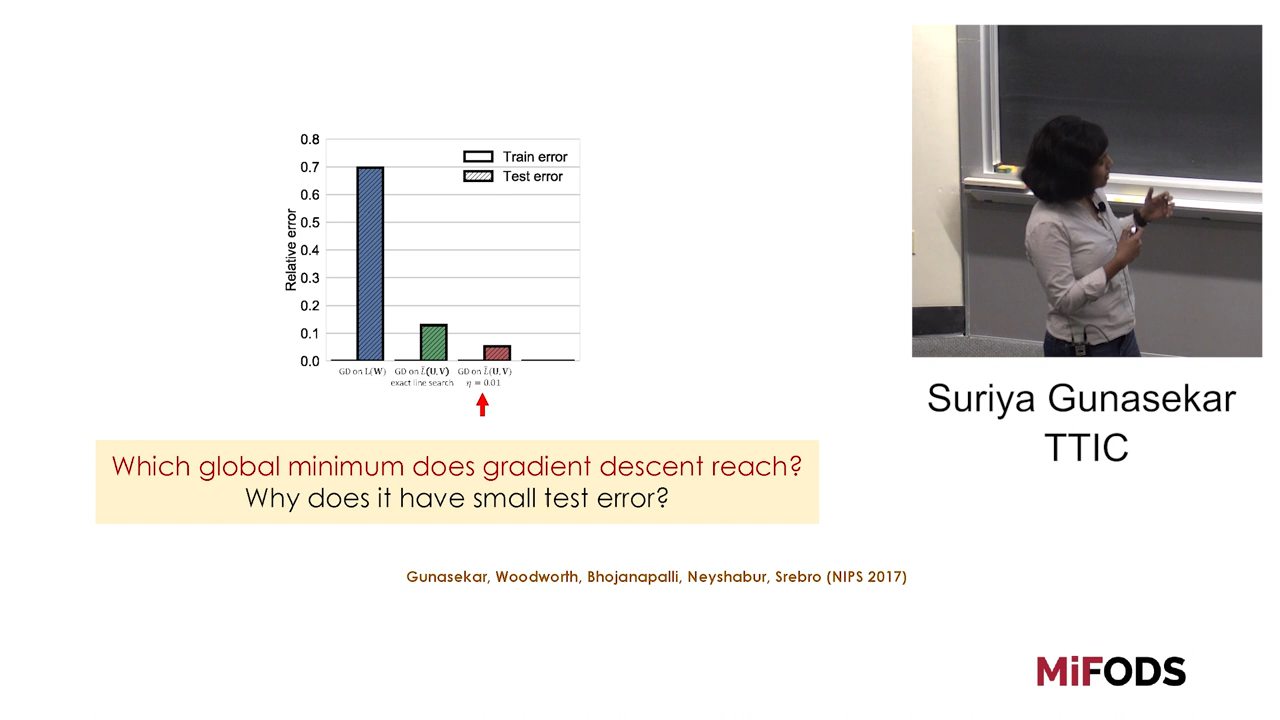 0.8
0.7
0.6
0.5
0.4
0.3
0.2
0.1
0.0
Relative error
Train error
Test error
GD on L(W)
GD on L̃(U,V)
exact line search
GD on L̃(U,V)
η = 0.01
Which global minimum does gradient descent reach?
Why does it have small test error?
Gunasekar, Woodworth, Bhojanapalli, Neyshabur, Srebro (NIPS 2017)
Suriya Gunasekar
TTIC
MiFODS